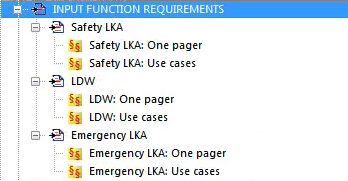 INPUT FUNCTION REQUIREMENTS
Safety LKA
§§ Safety LKA: One pager
§§ Safety LKA: Use cases
LDW
§§ LDW: One pager
§§ LDW: Use cases
Emergency LKA
§§ Emergency LKA: One pager
§§ Emergency LKA: Use cases